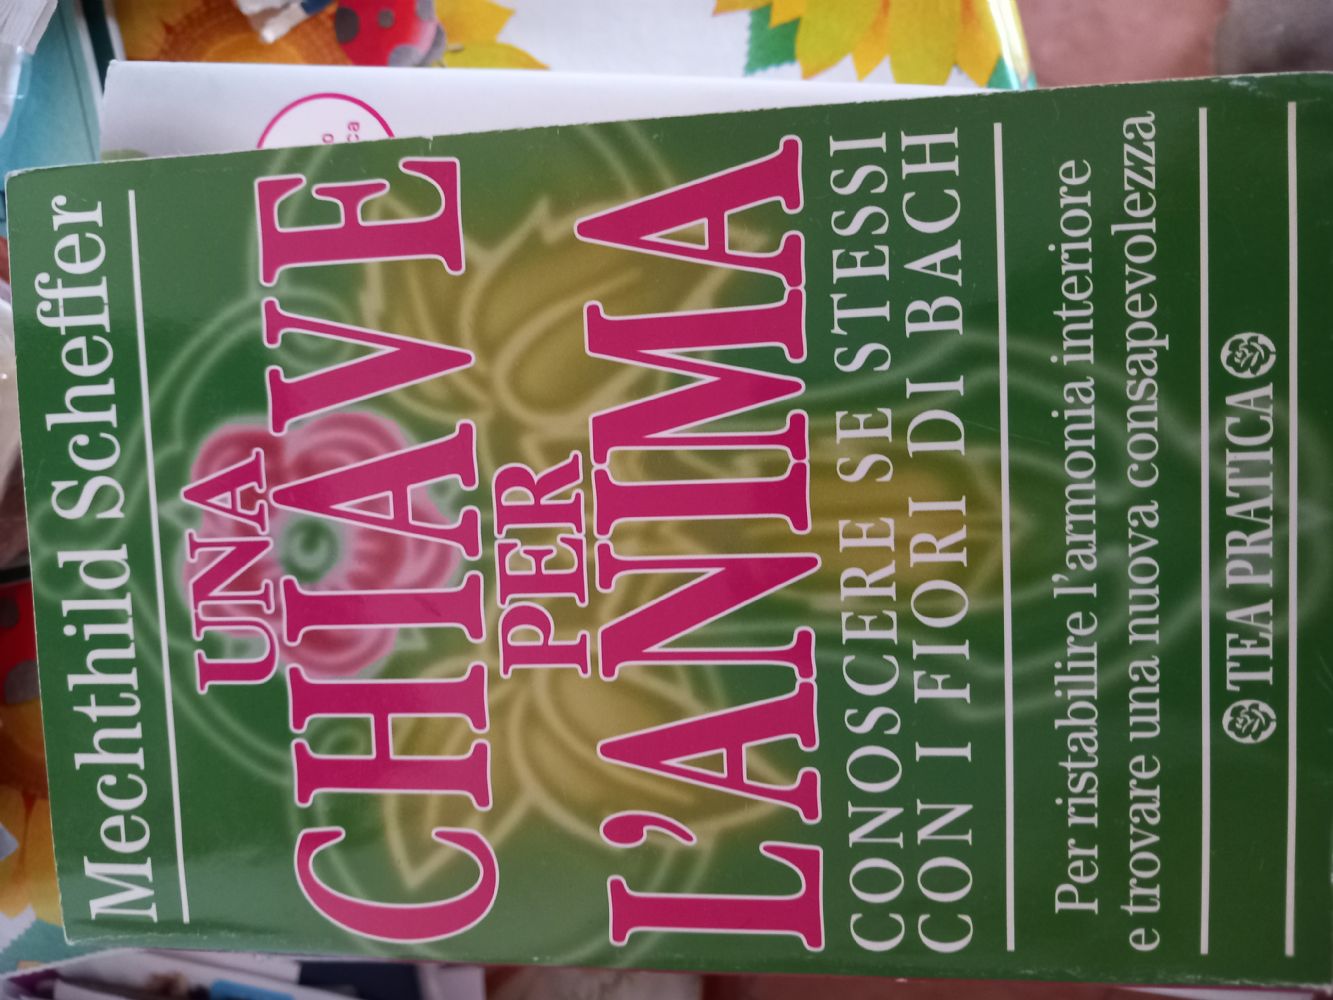 Mechthild Scheffer
UNA
CHIAVE
PER
L'ANIMA
CONOSCERE SE STESSI
CON I FIORI DI BACH
Per ristabilire l'armonia interiore
e trovare una nuova consapevolezza
TEA PRATICA